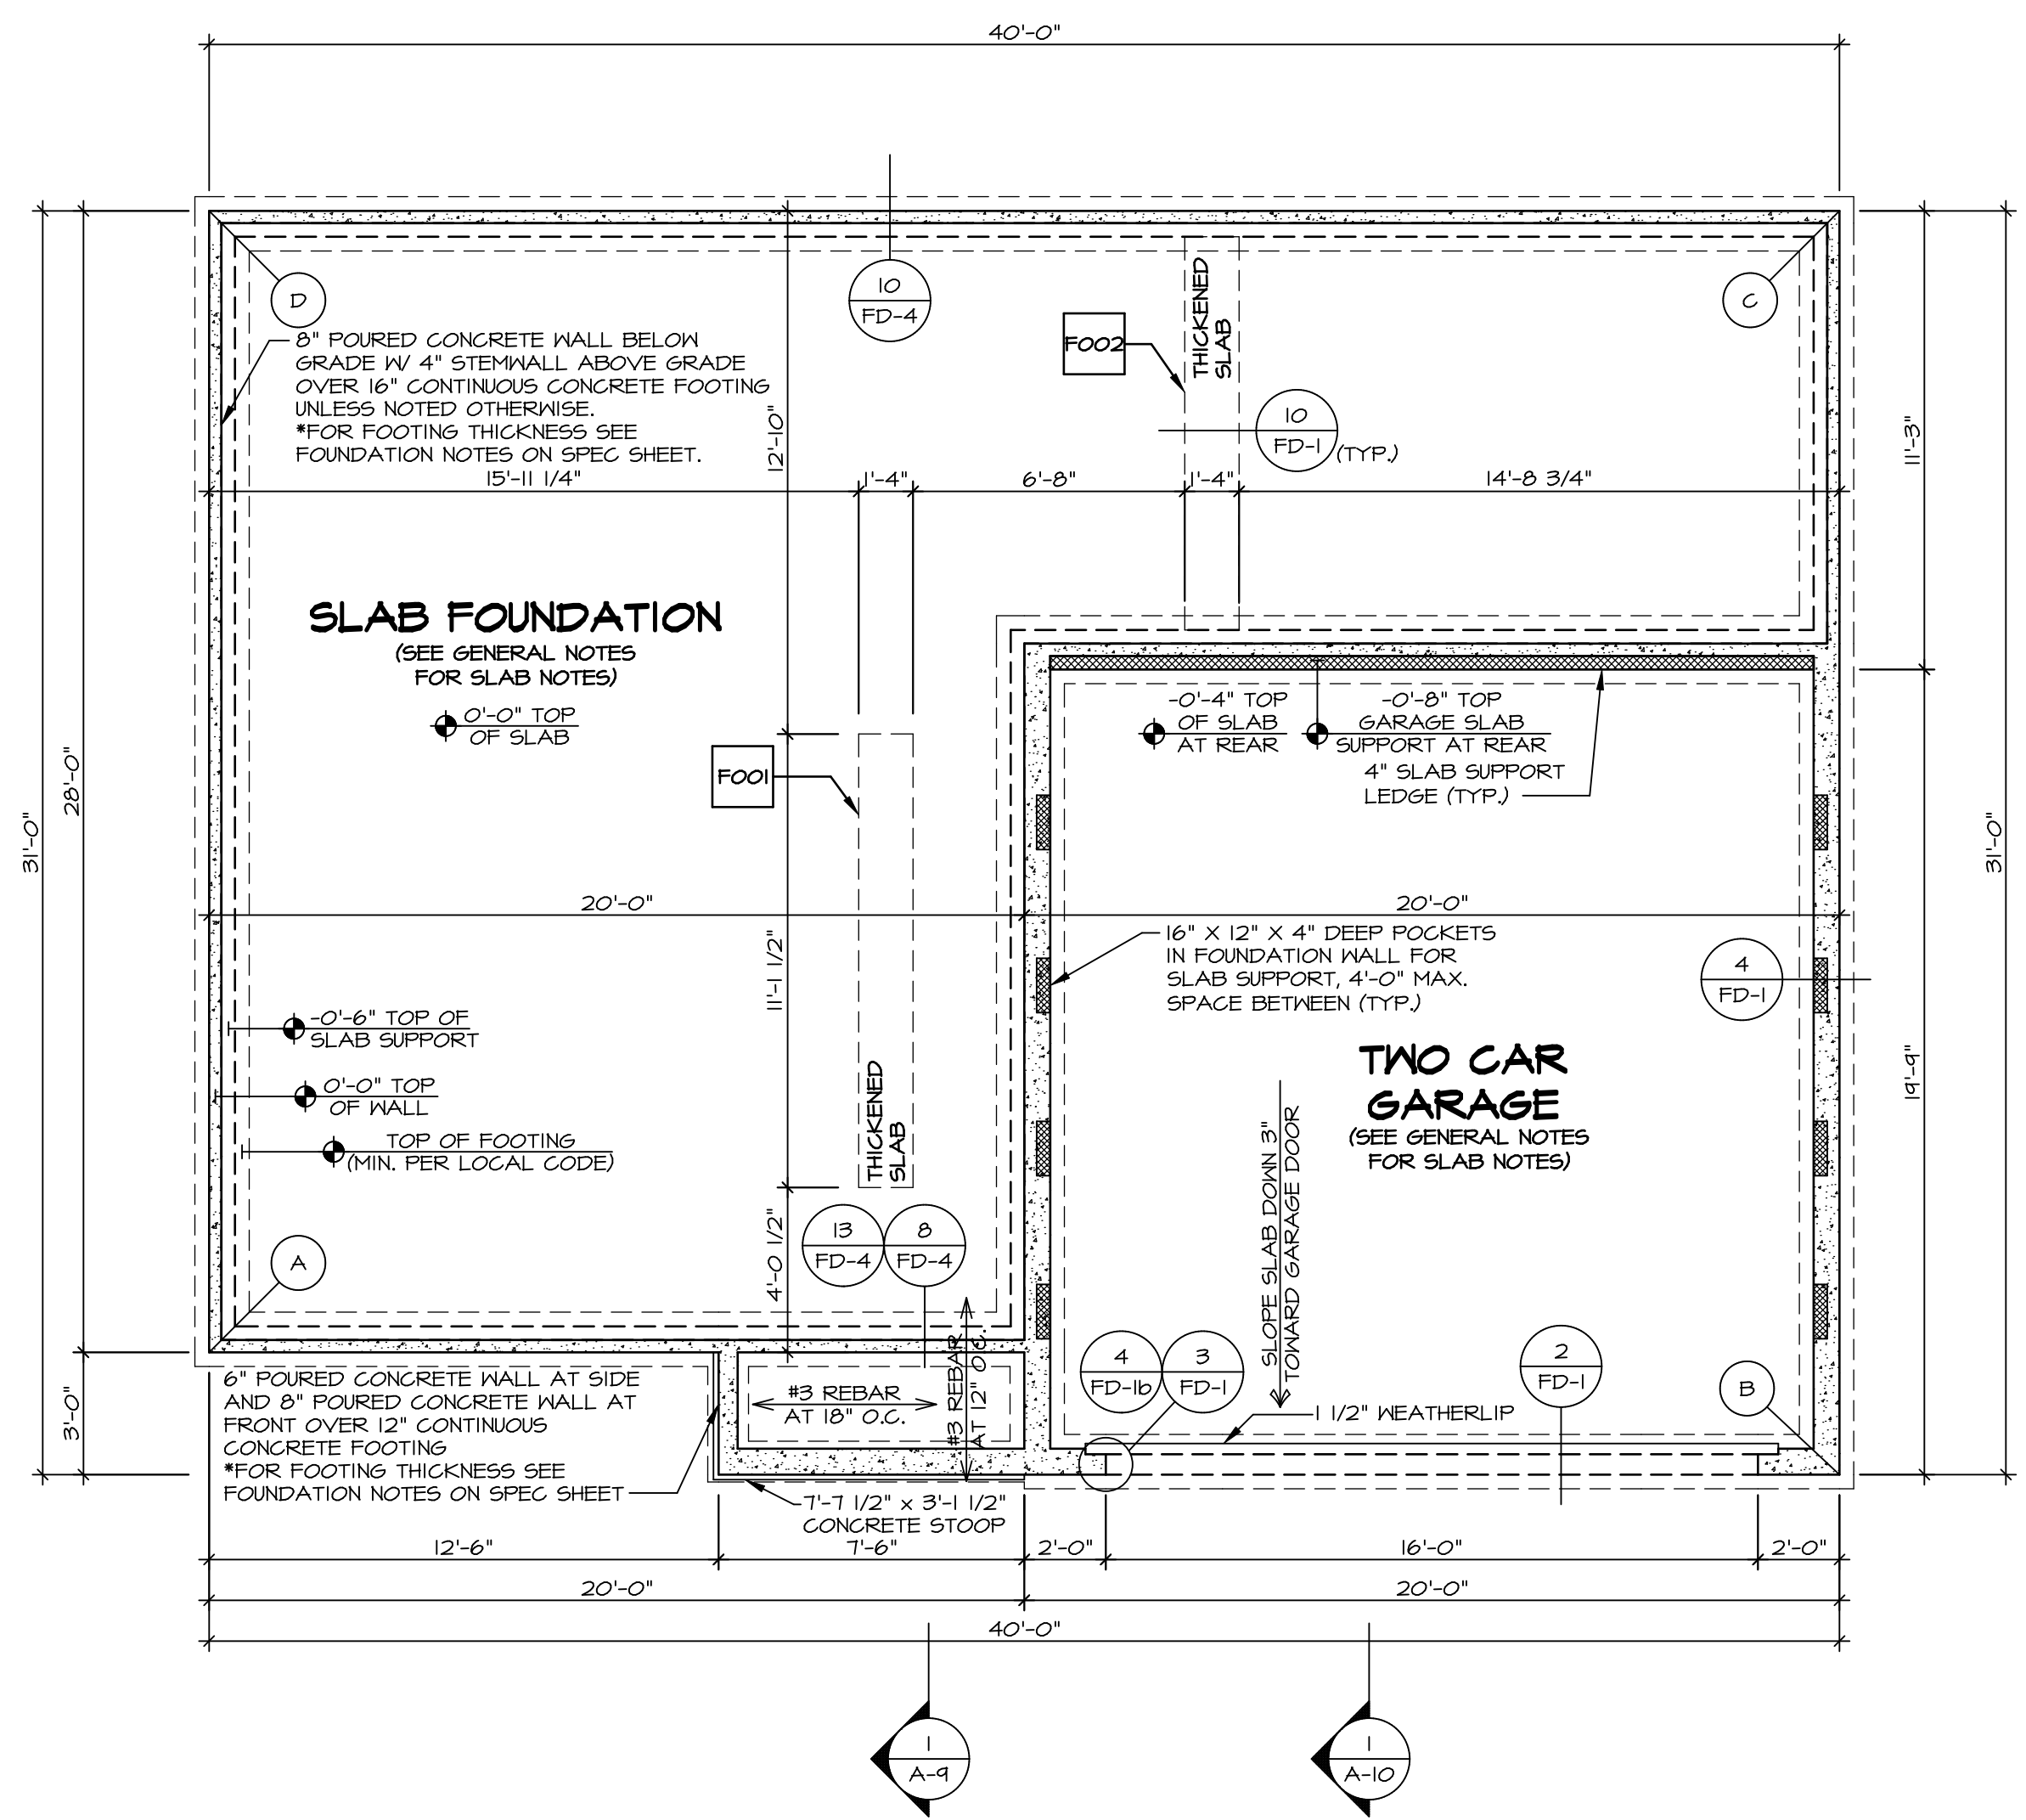 40'-0"
D
10
FD-4
C
8" POURED CONCRETE WALL BELOW
GRADE W/ 4" STEMWALL ABOVE GRADE
OVER 16" CONTINUOUS CONCRETE FOOTING
UNLESS NOTED OTHERWISE.
*FOR FOOTING THICKNESS SEE
FOUNDATION NOTES ON SPEC SHEET.
F002
THICKENED
SLAB
10
FD-1
(TYP.)
12'-10"
11'-3"
15'-11 1/4"
1'-4"
6'-8"
1'-4"
14'-8 3/4"
SLAB FOUNDATION
(SEE GENERAL NOTES
FOR SLAB NOTES)
0'-0" TOP
OF SLAB
F001
-0'-4" TOP
OF SLAB
AT REAR
-0'-8" TOP
GARAGE SLAB
SUPPORT AT REAR
4" SLAB SUPPORT
LEDGE (TYP.)
31'-0"
28'-0"
31'-0"
20'-0"
20'-0"
16" X 12" X 4" DEEP POCKETS
IN FOUNDATION WALL FOR
SLAB SUPPORT, 4'-0" MAX.
SPACE BETWEEN (TYP.)
4
FD-1
11'-1 1/2"
-0'-6" TOP OF
SLAB SUPPORT
0'-0" TOP
OF WALL
TOP OF FOOTING
(MIN. PER LOCAL CODE)
THICKENED
SLAB
TWO CAR
GARAGE
(SEE GENERAL NOTES
FOR SLAB NOTES)
19'-9"
SLOPE SLAB DOWN 3"
TOWARD GARAGE DOOR
A
13
FD-4
8
FD-4
4'-0 1/2"
3'-0"
6" POURED CONCRETE WALL AT SIDE
AND 8" POURED CONCRETE WALL AT
FRONT OVER 12" CONTINUOUS
CONCRETE FOOTING
*FOR FOOTING THICKNESS SEE
FOUNDATION NOTES ON SPEC SHEET
#3 REBAR
AT 18" O.C.
#3 REBAR
AT 12" O.C.
4
FD-1b
3
FD-1
2
FD-1
B
1 1/2" WEATHERLIP
7'-7 1/2" x 3'-1 1/2"
CONCRETE STOOP
12'-6"
7'-6"
2'-0"
16'-0"
2'-0"
20'-0"
20'-0"
40'-0"
1
A-9
1
A-10